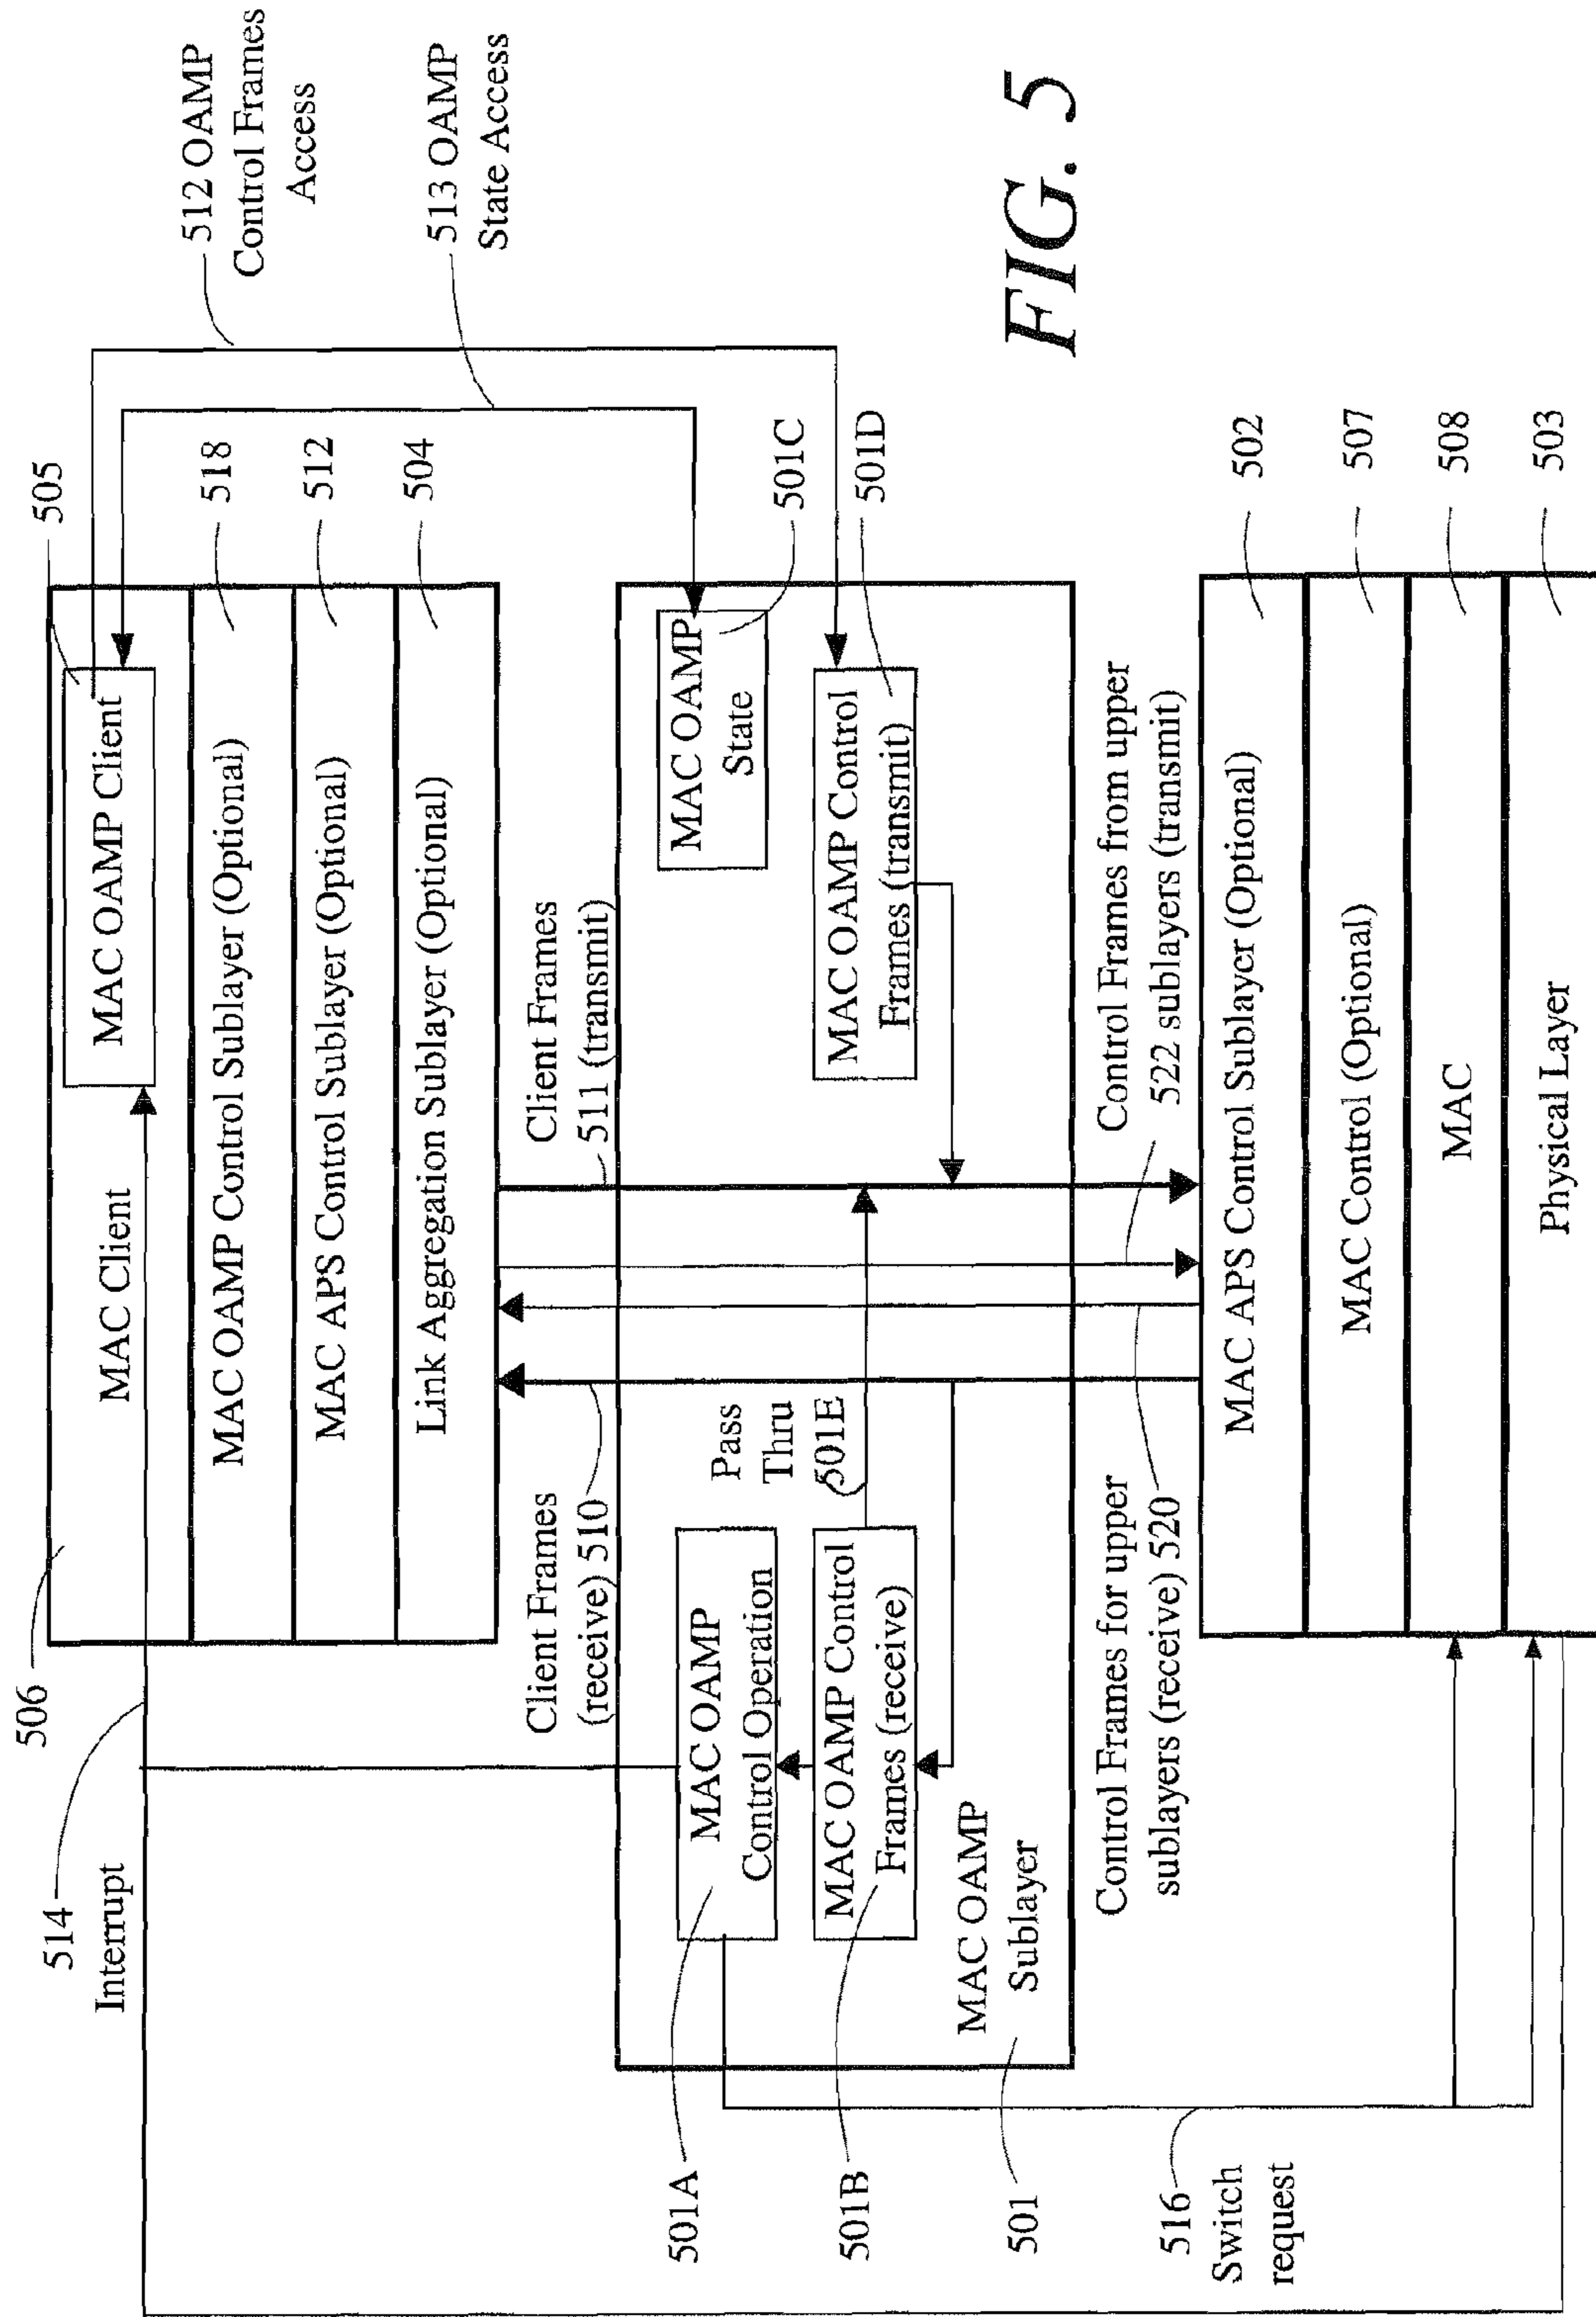 506
MAC Client
MAC OAMP Client
505
512 OAMP
Control Frames
Access
MAC OAMP Control Sublayer (Optional)
518
MAC APS Control Sublayer (Optional)
512
Link Aggregation Sublayer (Optional)
504
513 OAMP
State Access
514
Interrupt
Client Frames
(receive) 510
Client Frames
511 (transmit)
MAC OAMP
Control Operation
Pass
Thru
501E
MAC OAMP
State
501C
501A
MAC OAMP Control
Frames (receive)
MAC OAMP Control
Frames (transmit)
501D
501B
MAC OAMP
Sublayer
501
Control Frames for upper
sublayers (receive) 520
Control Frames from upper
522 sublayers (transmit)
516
Switch
request
MAC APS Control Sublayer (Optional)
502
MAC Control (Optional)
507
MAC
508
Physical Layer
503
FIG. 5